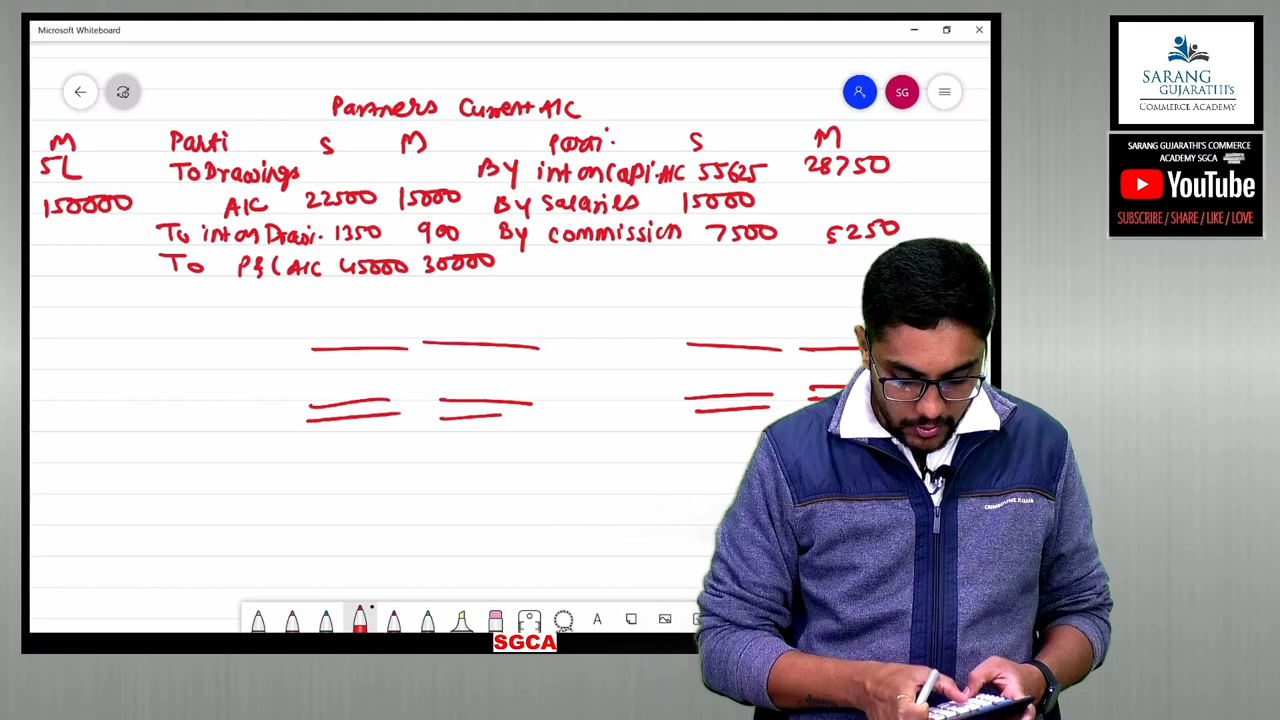 Microsoft Whiteboard
SG
Partners Current A/C
M Parti S M Parti. S M
5L To Drawings By int on Capi. A/C 55625 28750
150000 A/C 22500 15000 By Salaries 15000
To int on Drawi. 1350 900 By commission 7500 5250
To P&L A/C 45000 30000
A
SGCA
SARANG
GUJARATHI'S
COMMERCE ACADEMY
SARANG GUJARATHI'S COMMERCE
ACADEMY SGCA
YouTube
SUBSCRIBE / SHARE / LIKE / LOVE